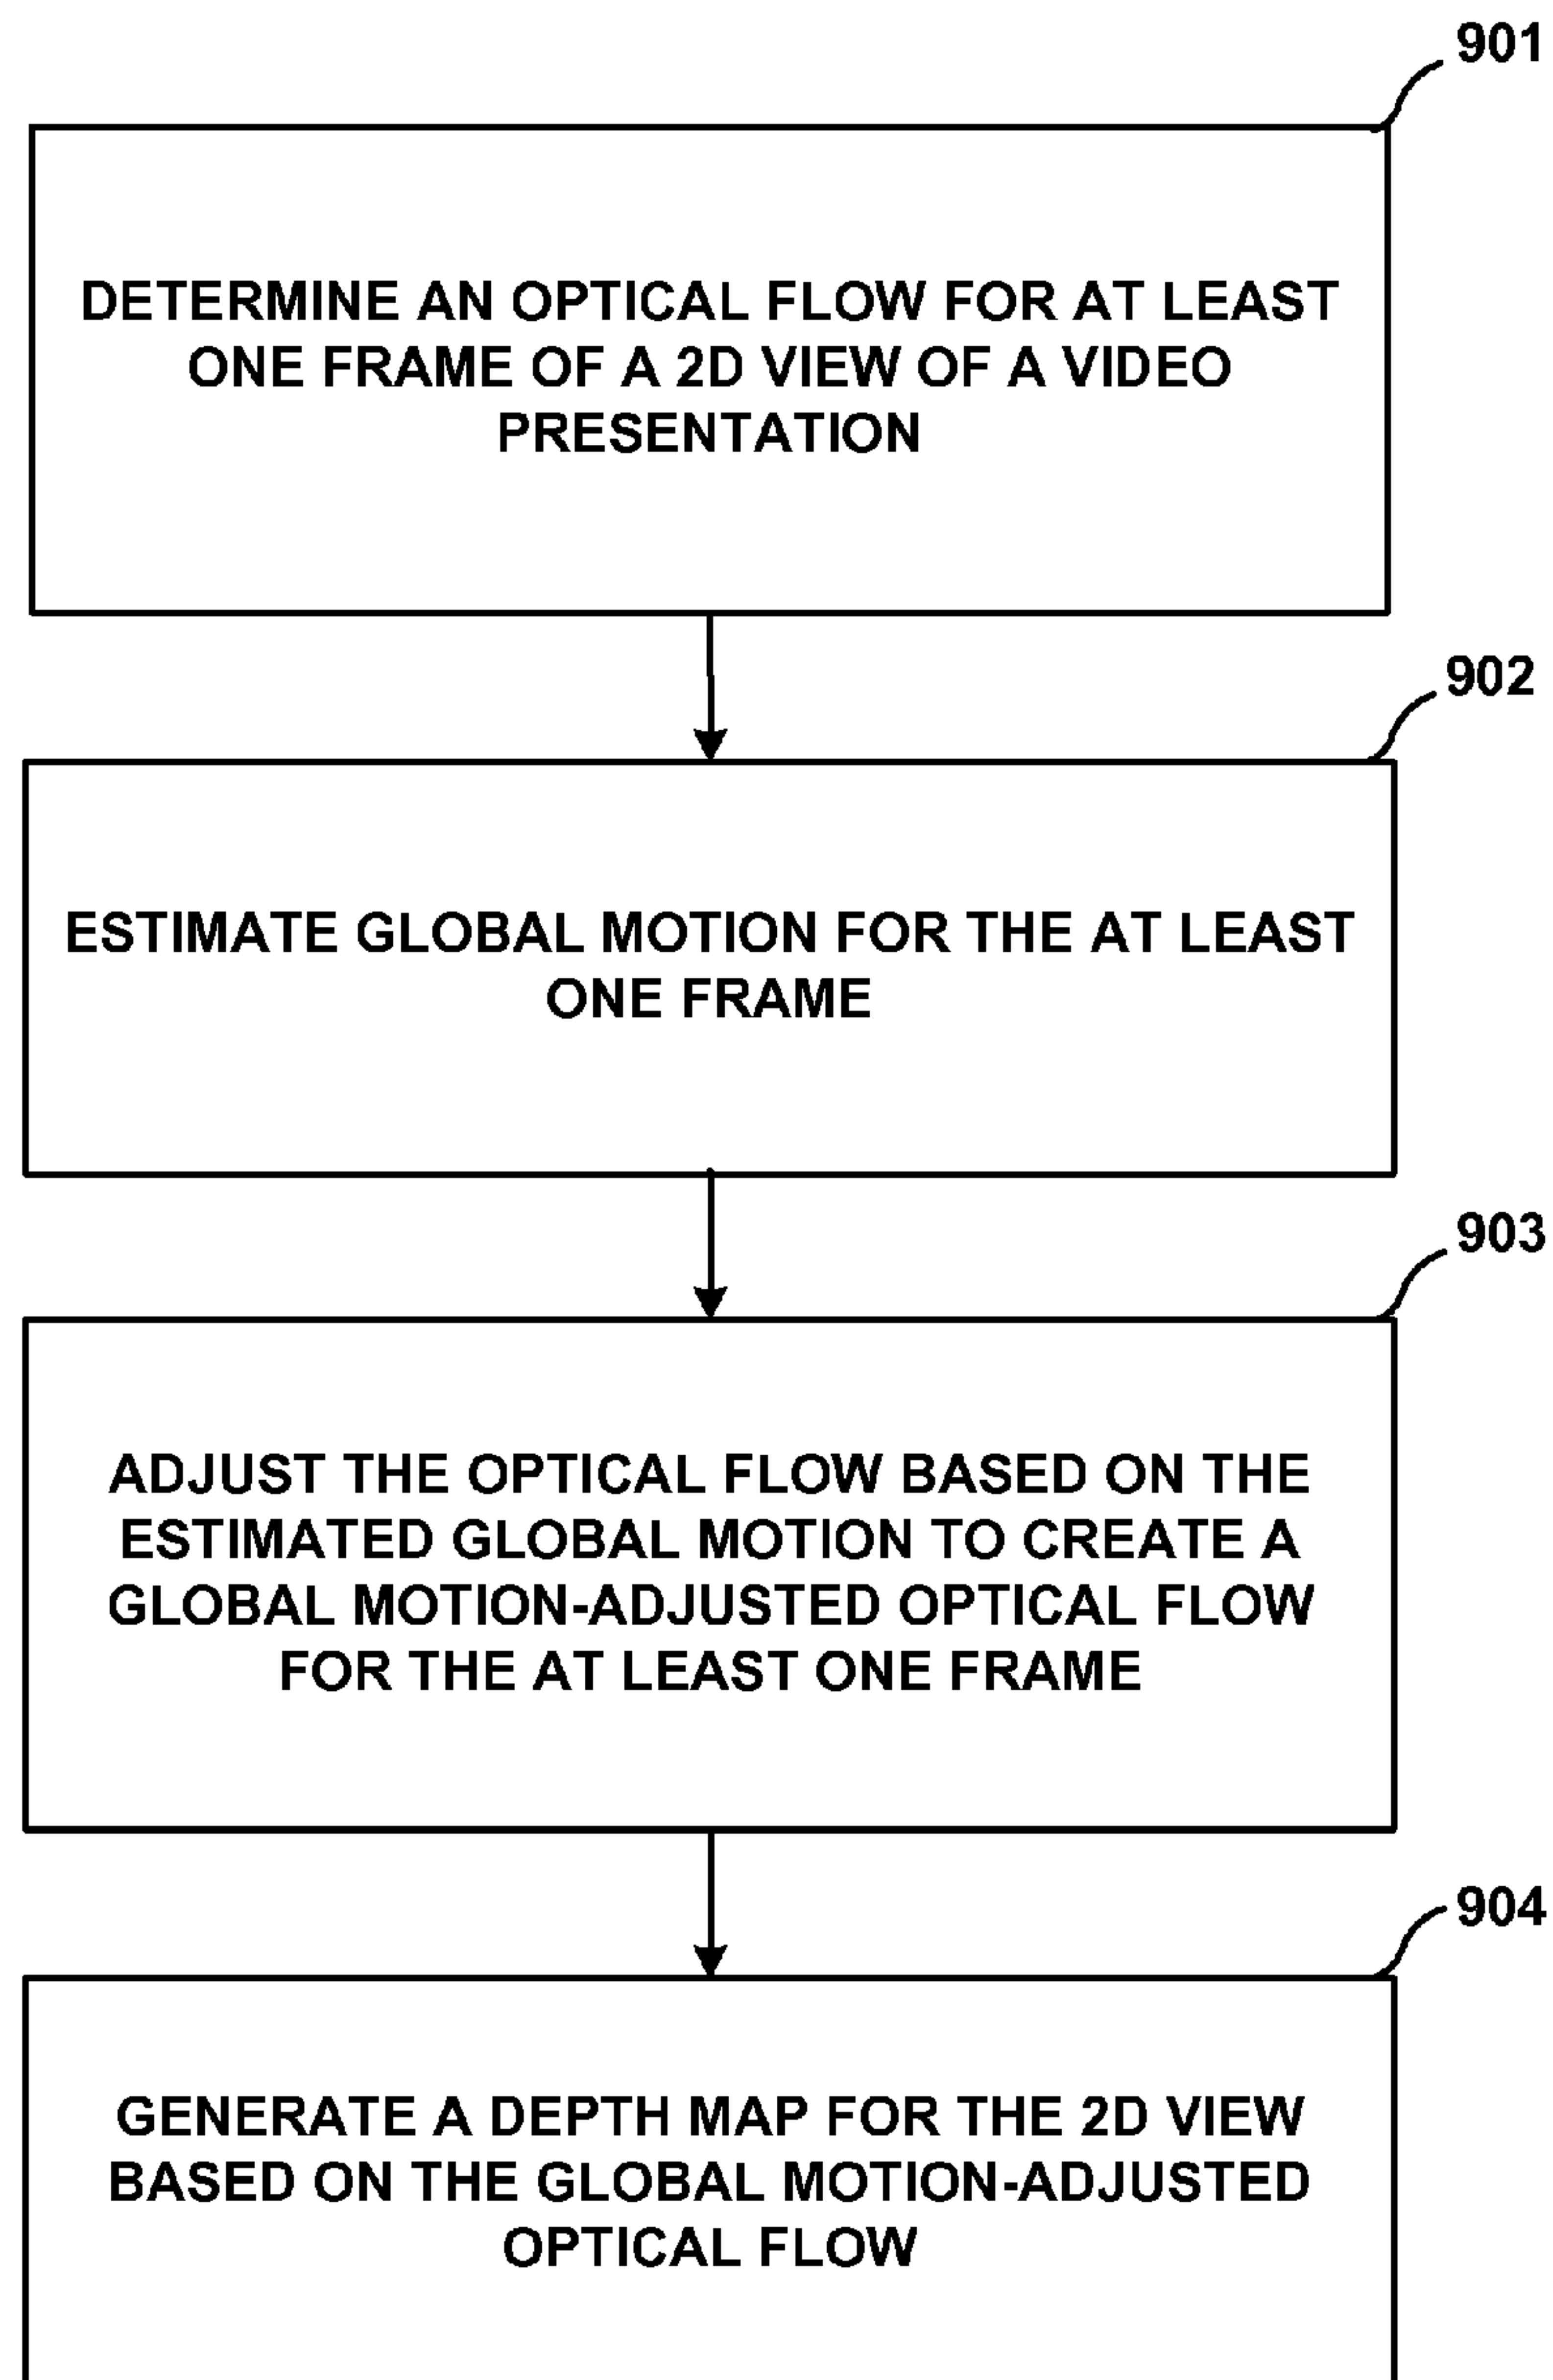 901
DETERMINE AN OPTICAL FLOW FOR AT LEAST
ONE FRAME OF A 2D VIEW OF A VIDEO
PRESENTATION
902
ESTIMATE GLOBAL MOTION FOR THE AT LEAST
ONE FRAME
903
ADJUST THE OPTICAL FLOW BASED ON THE
ESTIMATED GLOBAL MOTION TO CREATE A
GLOBAL MOTION-ADJUSTED OPTICAL FLOW
FOR THE AT LEAST ONE FRAME
904
GENERATE A DEPTH MAP FOR THE 2D VIEW
BASED ON THE GLOBAL MOTION-ADJUSTED
OPTICAL FLOW